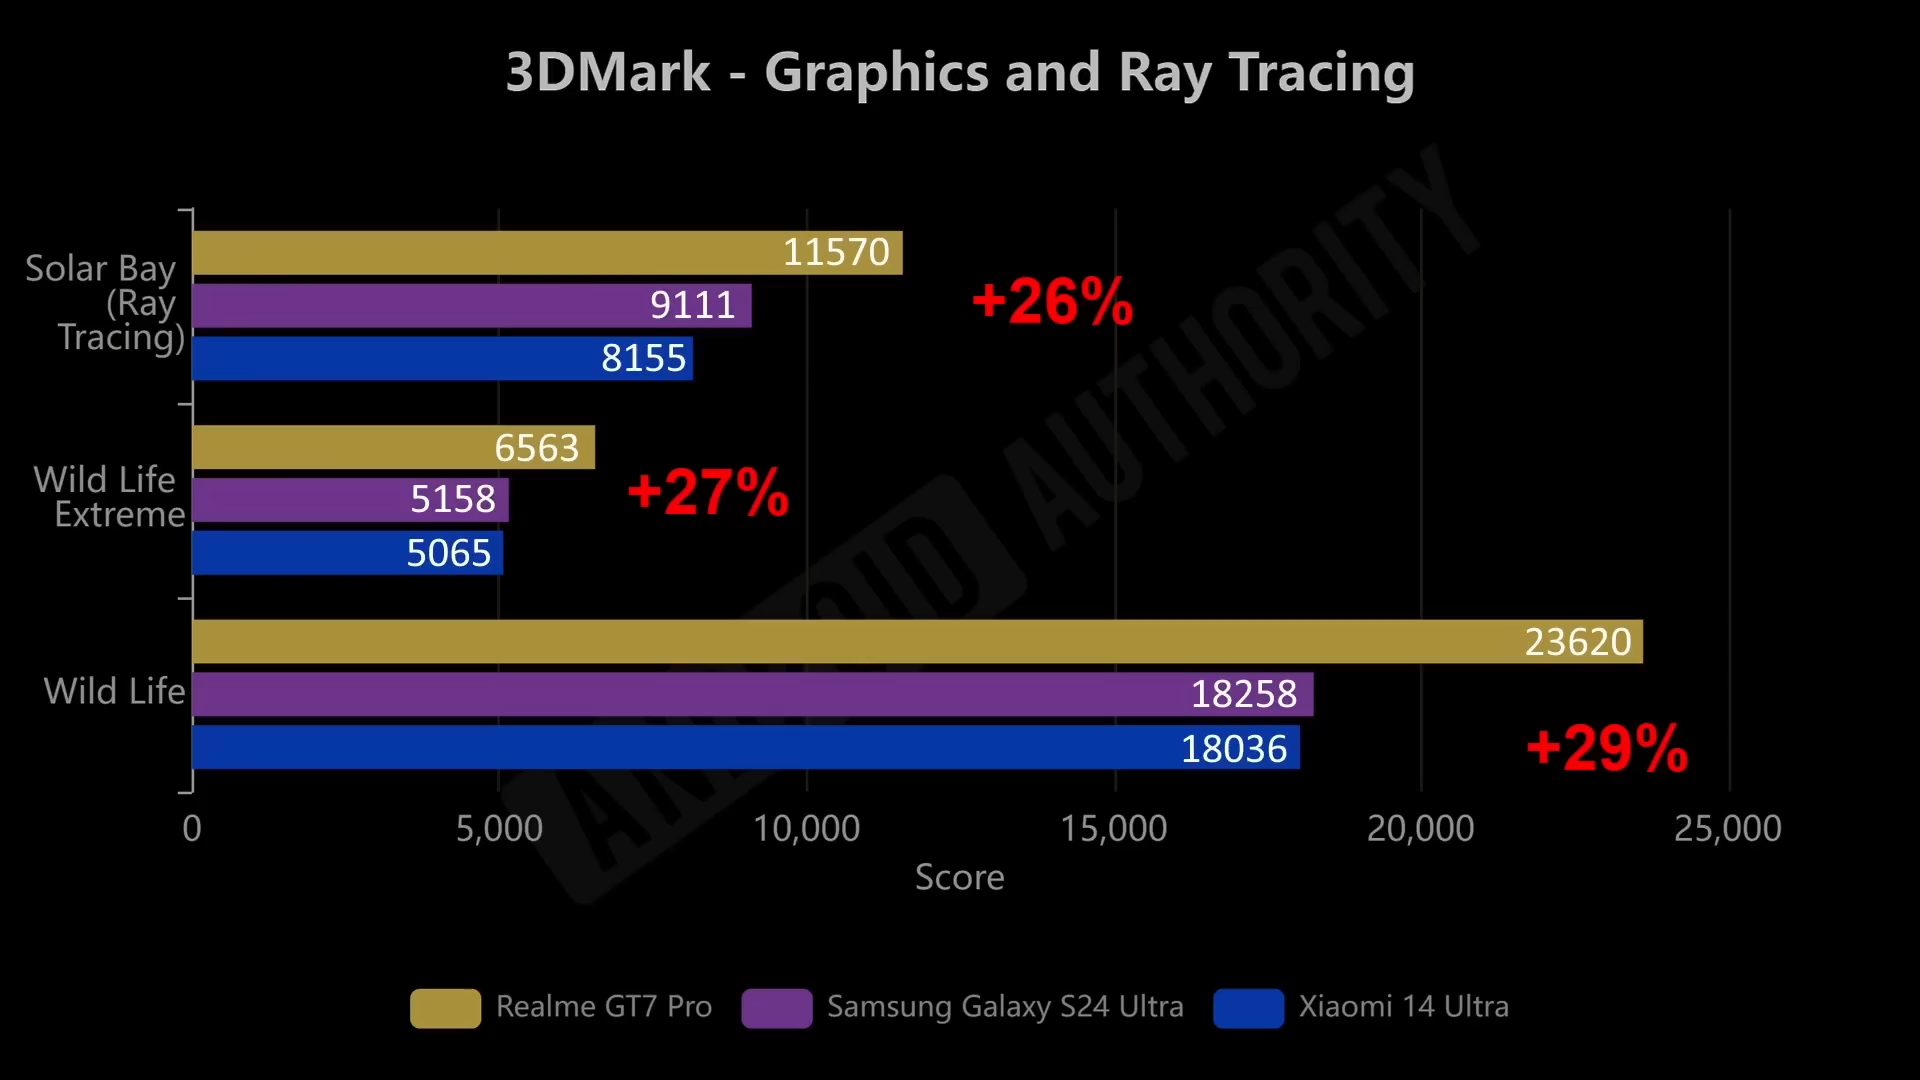 3DMark - Graphics and Ray Tracing
Solar Bay
(Ray
Tracing)
11570
9111
8155
+26%
Wild Life
Extreme
6563
5158
5065
+27%
Wild Life
23620
18258
18036
+29%
0 5,000 10,000 15,000 20,000 25,000
Score
Realme GT7 Pro Samsung Galaxy S24 Ultra Xiaomi 14 Ultra
ANDROID AUTHORITY